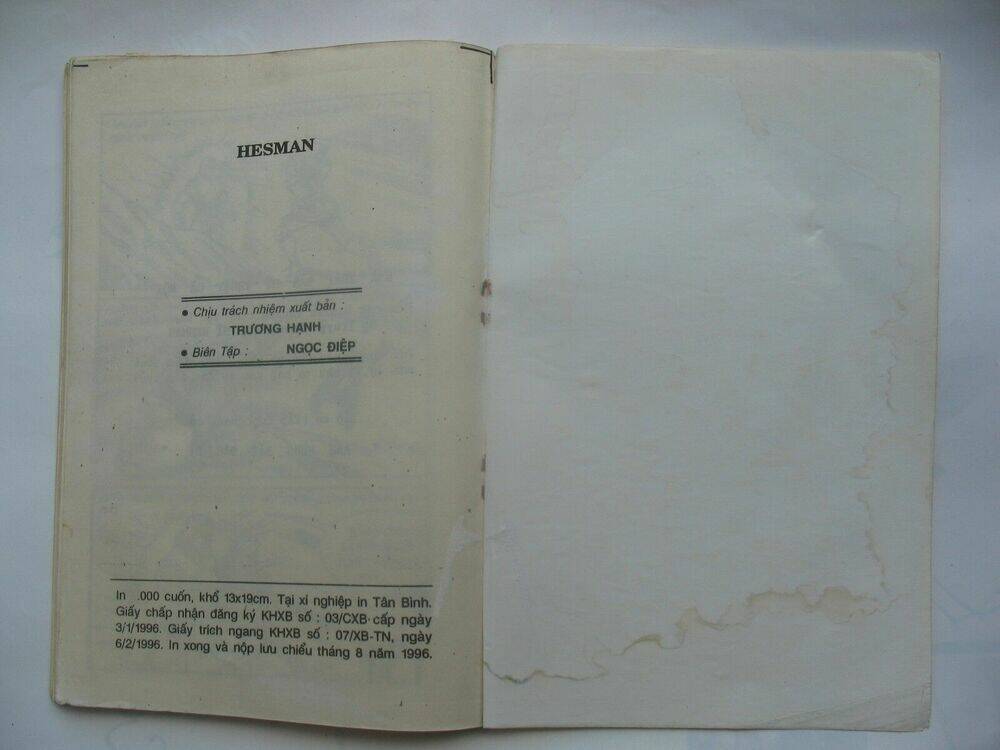 HESMAN
● Chịu trách nhiệm xuất bản :
TRƯƠNG HẠNH
● Biên Tập : NGỌC ĐIỆP
In .000 cuốn, khổ 13x19cm. Tại xí nghiệp in Tân Bình.
Giấy chấp nhận đăng ký KHXB số : 03/CXB cấp ngày
3/1/1996. Giấy trích ngang KHXB số : 07/XB-TN, ngày
6/2/1996. In xong và nộp lưu chiểu tháng 8 năm 1996.